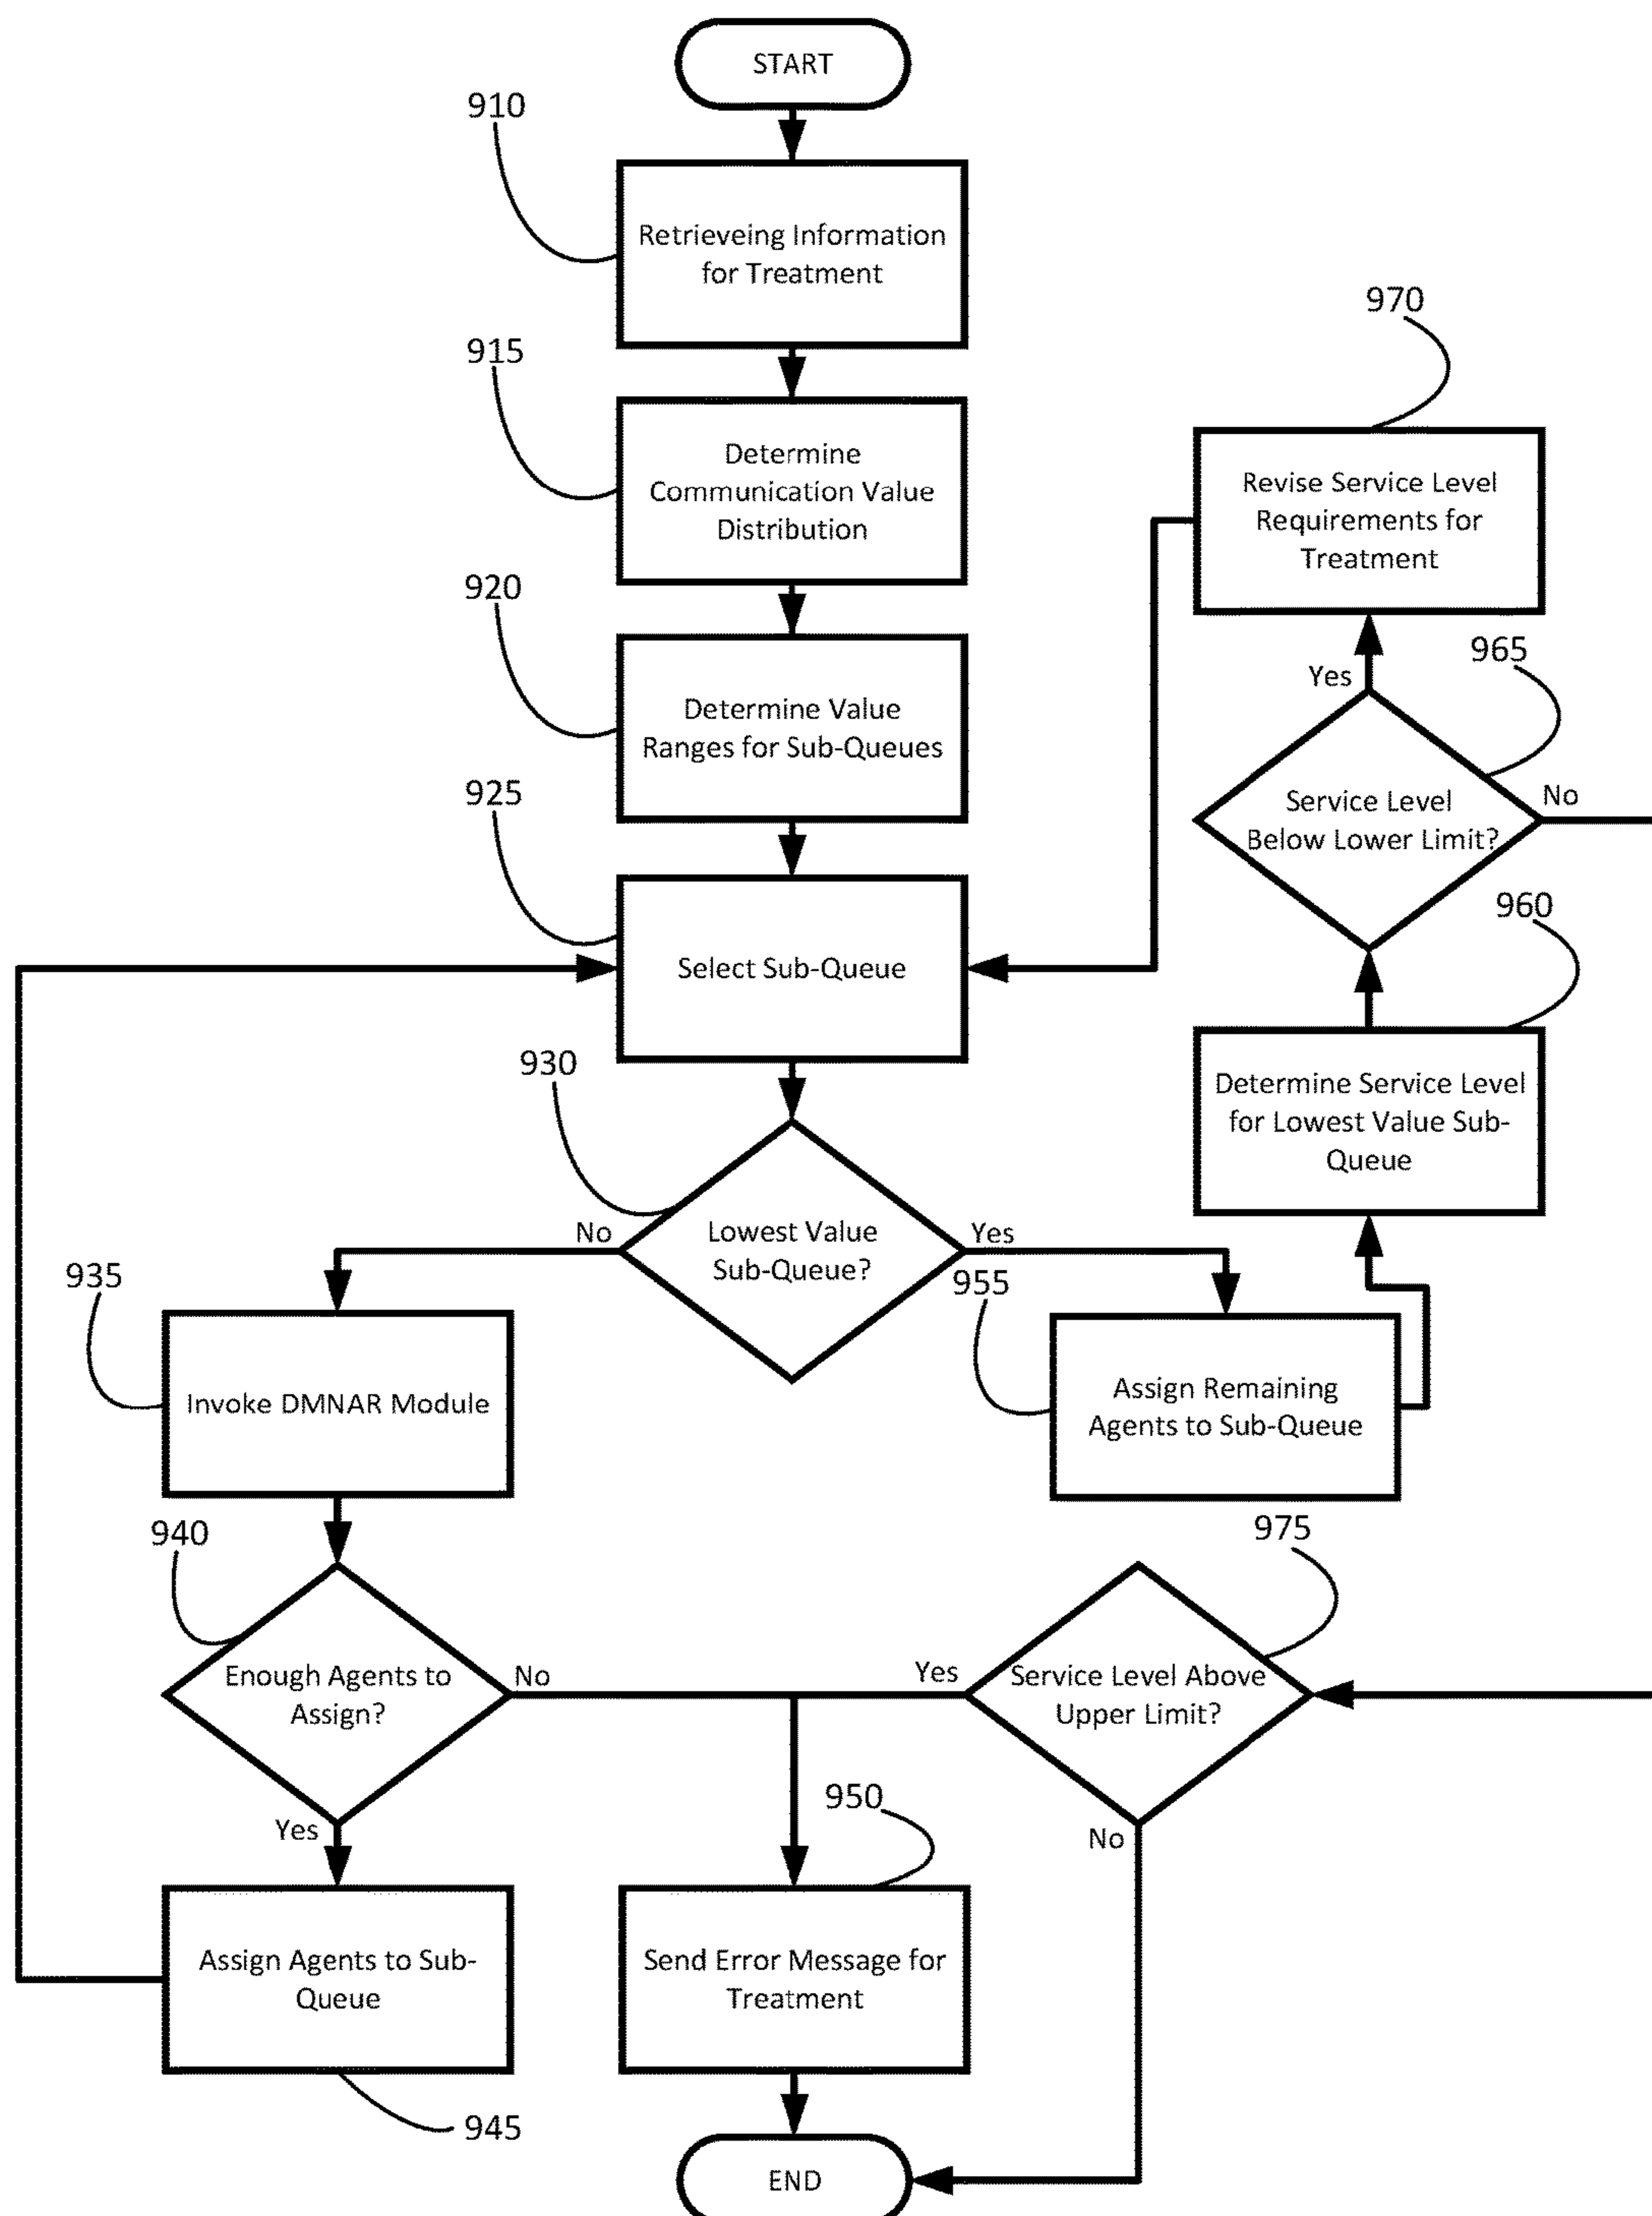 START
910
Retrieveing Information
for Treatment
915
Determine
Communication Value
Distribution
920
Determine Value
Ranges for Sub-Queues
925
Select Sub-Queue
930
Lowest Value
Sub-Queue?
No
Yes
935
Invoke DMNAR Module
940
Enough Agents to
Assign?
No
Yes
Assign Agents to Sub-
Queue
945
950
Send Error Message for
Treatment
END
955
Assign Remaining
Agents to Sub-Queue
960
Determine Service Level
for Lowest Value Sub-
Queue
965
Service Level
Below Lower Limit?
Yes
No
970
Revise Service Level
Requirements for
Treatment
975
Service Level Above
Upper Limit?
Yes
No